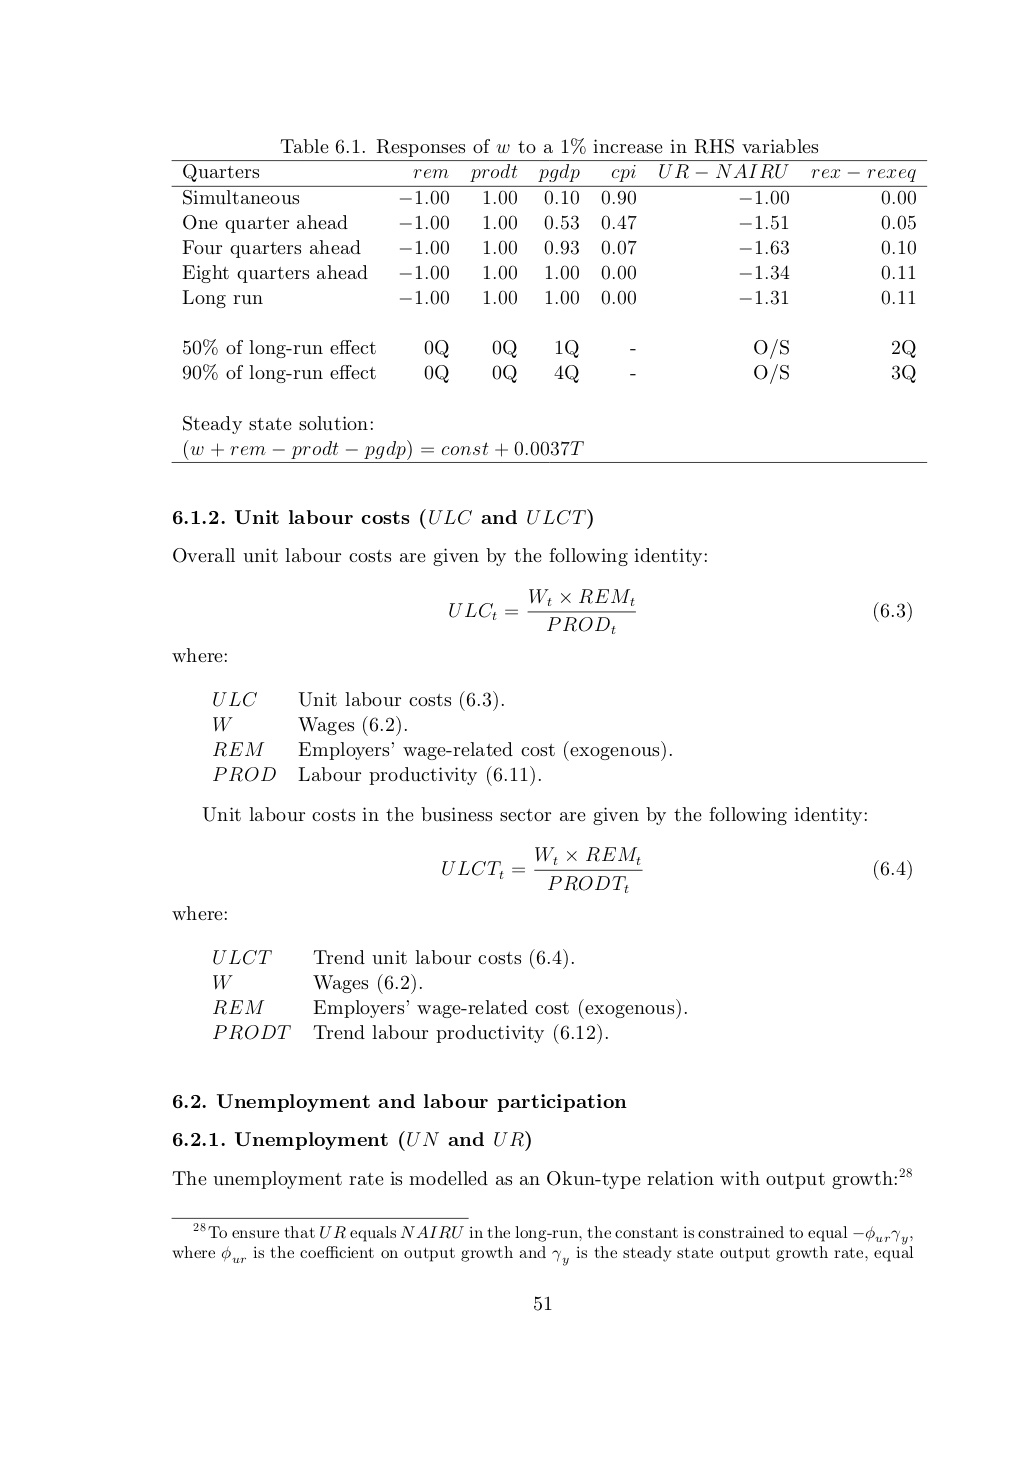 Table 6.1. Responses of w to a 1% increase in RHS variables
Quarters rem prodt pgdp cpi UR − NAIRU rex − rexeq
Simultaneous −1.00 1.00 0.10 0.90 −1.00 0.00
One quarter ahead −1.00 1.00 0.53 0.47 −1.51 0.05
Four quarters ahead −1.00 1.00 0.93 0.07 −1.63 0.10
Eight quarters ahead −1.00 1.00 1.00 0.00 −1.34 0.11
Long run −1.00 1.00 1.00 0.00 −1.31 0.11
50% of long-run effect 0Q 0Q 1Q - O/S 2Q
90% of long-run effect 0Q 0Q 4Q - O/S 3Q
Steady state solution:
(w + rem − prodt − pgdp) = const + 0.0037T
6.1.2. Unit labour costs (ULC and ULCT)
Overall unit labour costs are given by the following identity:
ULC_t = \frac{W_t × REM_t}{PROD_t} (6.3)
where:
ULC Unit labour costs (6.3).
W Wages (6.2).
REM Employers' wage-related cost (exogenous).
PROD Labour productivity (6.11).
Unit labour costs in the business sector are given by the following identity:
ULCT_t = \frac{W_t × REM_t}{PRODT_t} (6.4)
where:
ULCT Trend unit labour costs (6.4).
W Wages (6.2).
REM Employers' wage-related cost (exogenous).
PRODT Trend labour productivity (6.12).
6.2. Unemployment and labour participation
6.2.1. Unemployment (UN and UR)
The unemployment rate is modelled as an Okun-type relation with output growth:²⁸
²⁸To ensure that UR equals NAIRU in the long-run, the constant is constrained to equal −ϕ_{ur}γ_y,
where ϕ_{ur} is the coefficient on output growth and γ_y is the steady state output growth rate, equal
51